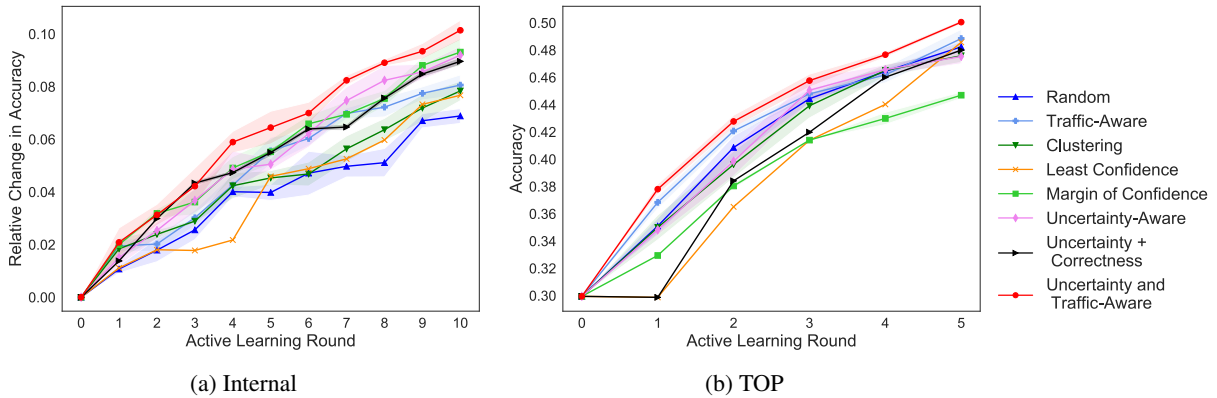 0.10
0.08
0.06
0.04
0.02
0.00
Relative Change in Accuracy
0 1 2 3 4 5 6 7 8 9 10
Active Learning Round
(a) Internal
0.50
0.48
0.46
0.44
0.42
0.40
0.38
0.36
0.34
0.32
0.30
Accuracy
0 1 2 3 4 5
Active Learning Round
(b) TOP
Random
Traffic-Aware
Clustering
Least Confidence
Margin of Confidence
Uncertainty-Aware
Uncertainty +
Correctness
Uncertainty and
Traffic-Aware